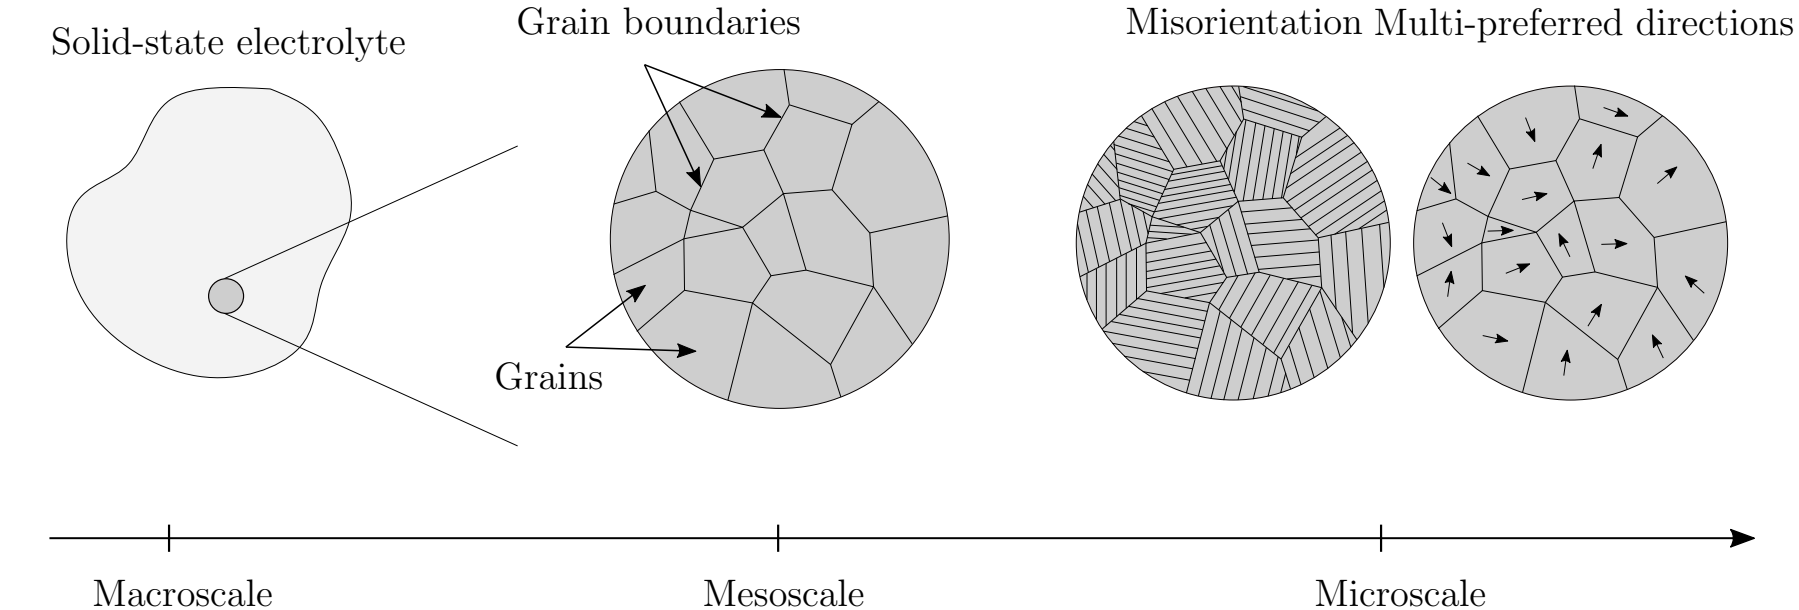 Solid-state electrolyte
Grain boundaries
Grains
Misorientation
Multi-preferred directions
Macroscale
Mesoscale
Microscale